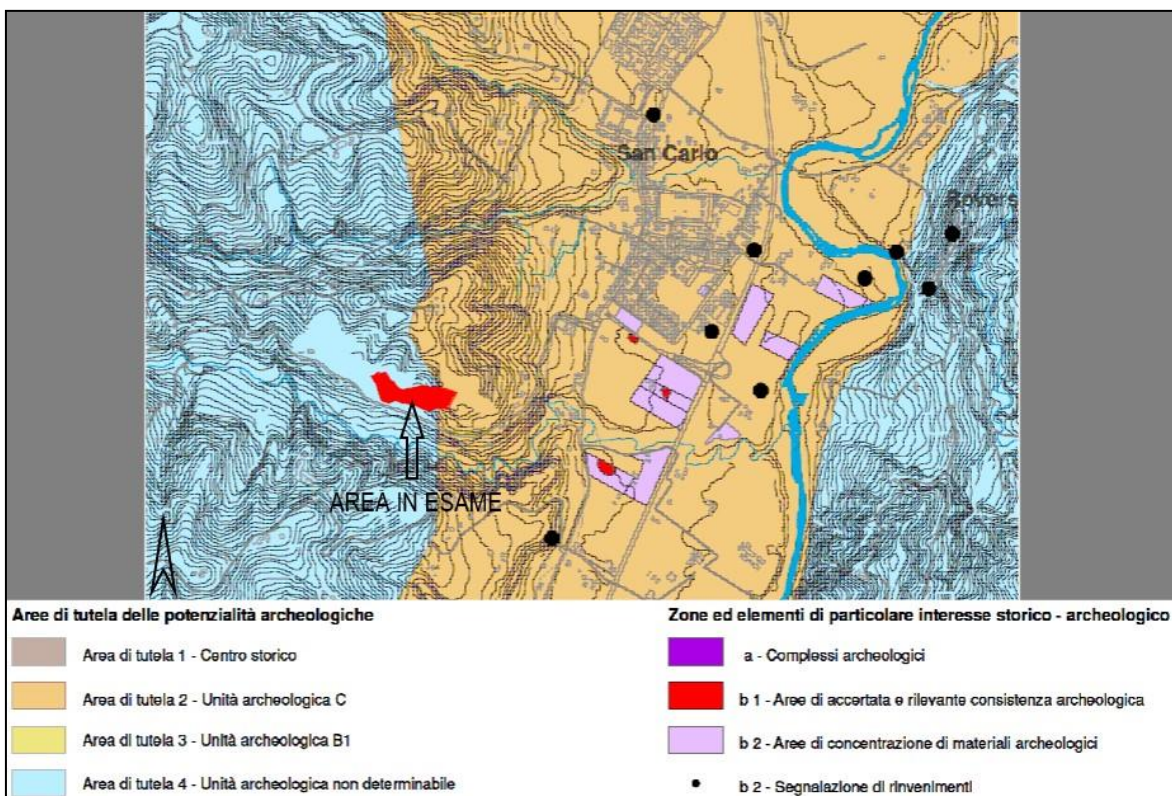 San Carlo
Rovers
AREA IN ESAME
Aree di tutela delle potenzialità archeologiche
Area di tutela 1 - Centro storico
Area di tutela 2 - Unità archeologica C
Area di tutela 3 - Unità archeologica B1
Area di tutela 4 - Unità archeologica non determinabile
Zone ed elementi di particolare interesse storico - archeologico
a - Complessi archeologici
b 1 - Aree di accertata e rilevante consistenza archeologica
b 2 - Aree di concentrazione di materiali archeologici
b 2 - Segnalazione di rinvenimenti